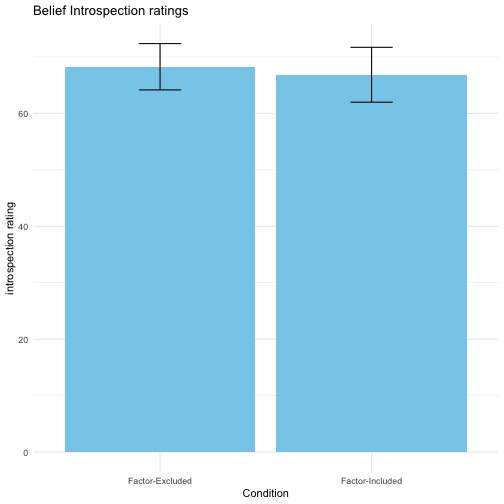 Belief Introspection ratings
introspection rating
60
40
20
0
Factor-Excluded
Factor-Included
Condition